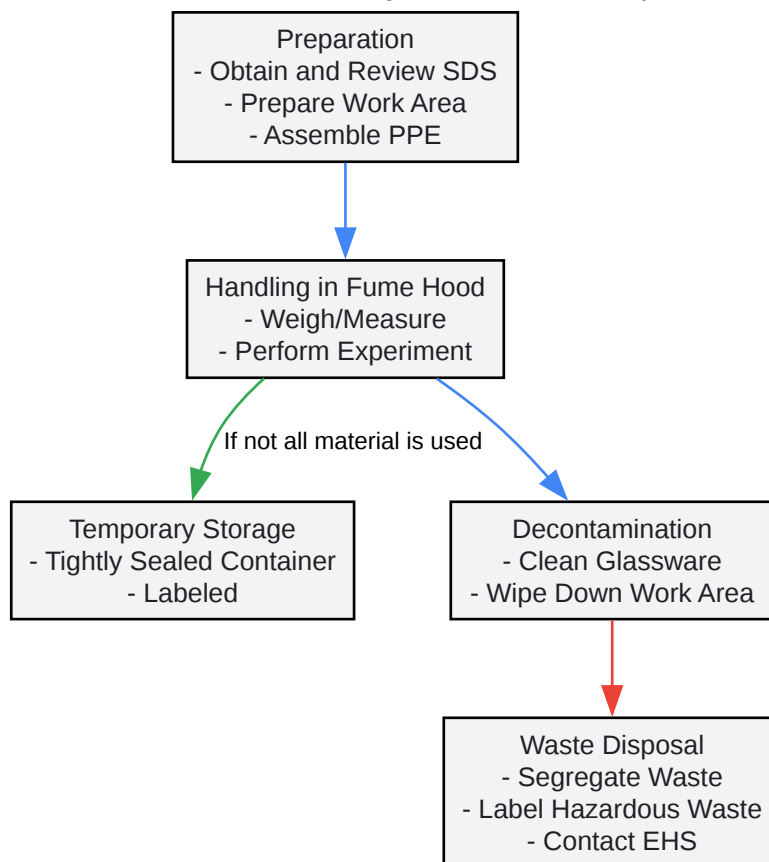 Preparation
- Obtain and Review SDS
- Prepare Work Area
- Assemble PPE
Handling in Fume Hood
- Weigh/Measure
- Perform Experiment
If not all material is used
Temporary Storage
- Tightly Sealed Container
- Labeled
Decontamination
- Clean Glassware
- Wipe Down Work Area
Waste Disposal
- Segregate Waste
- Label Hazardous Waste
- Contact EHS